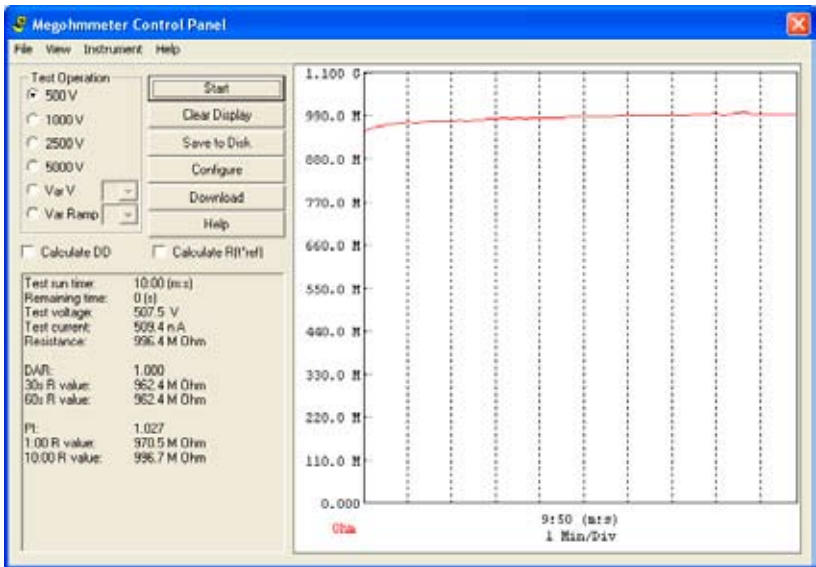 Megohmmeter Control Panel
File View Instrument Help
Test Operation
500 V
1000 V
2500 V
5000 V
Var V
Var Ramp
Start
Clear Display
Save to Disk
Configure
Download
Help
Calculate DD
Calculate R(t°ref)
Test run time: 10:00 (m:s)
Remaining time: 0 (s)
Test voltage: 507.5 V
Test current: 509.4 n A
Resistance: 996.4 M Ohm
DAR: 1.000
30s R value: 962.4 M Ohm
60s R value: 962.4 M Ohm
PI: 1.027
1:00 R value: 970.5 M Ohm
10:00 R value: 996.7 M Ohm
1.100 G
990.0 M
880.0 M
770.0 M
660.0 M
550.0 M
440.0 M
330.0 M
220.0 M
110.0 M
0.000
Ohm
9:50 (m:s)
1 Min/Div